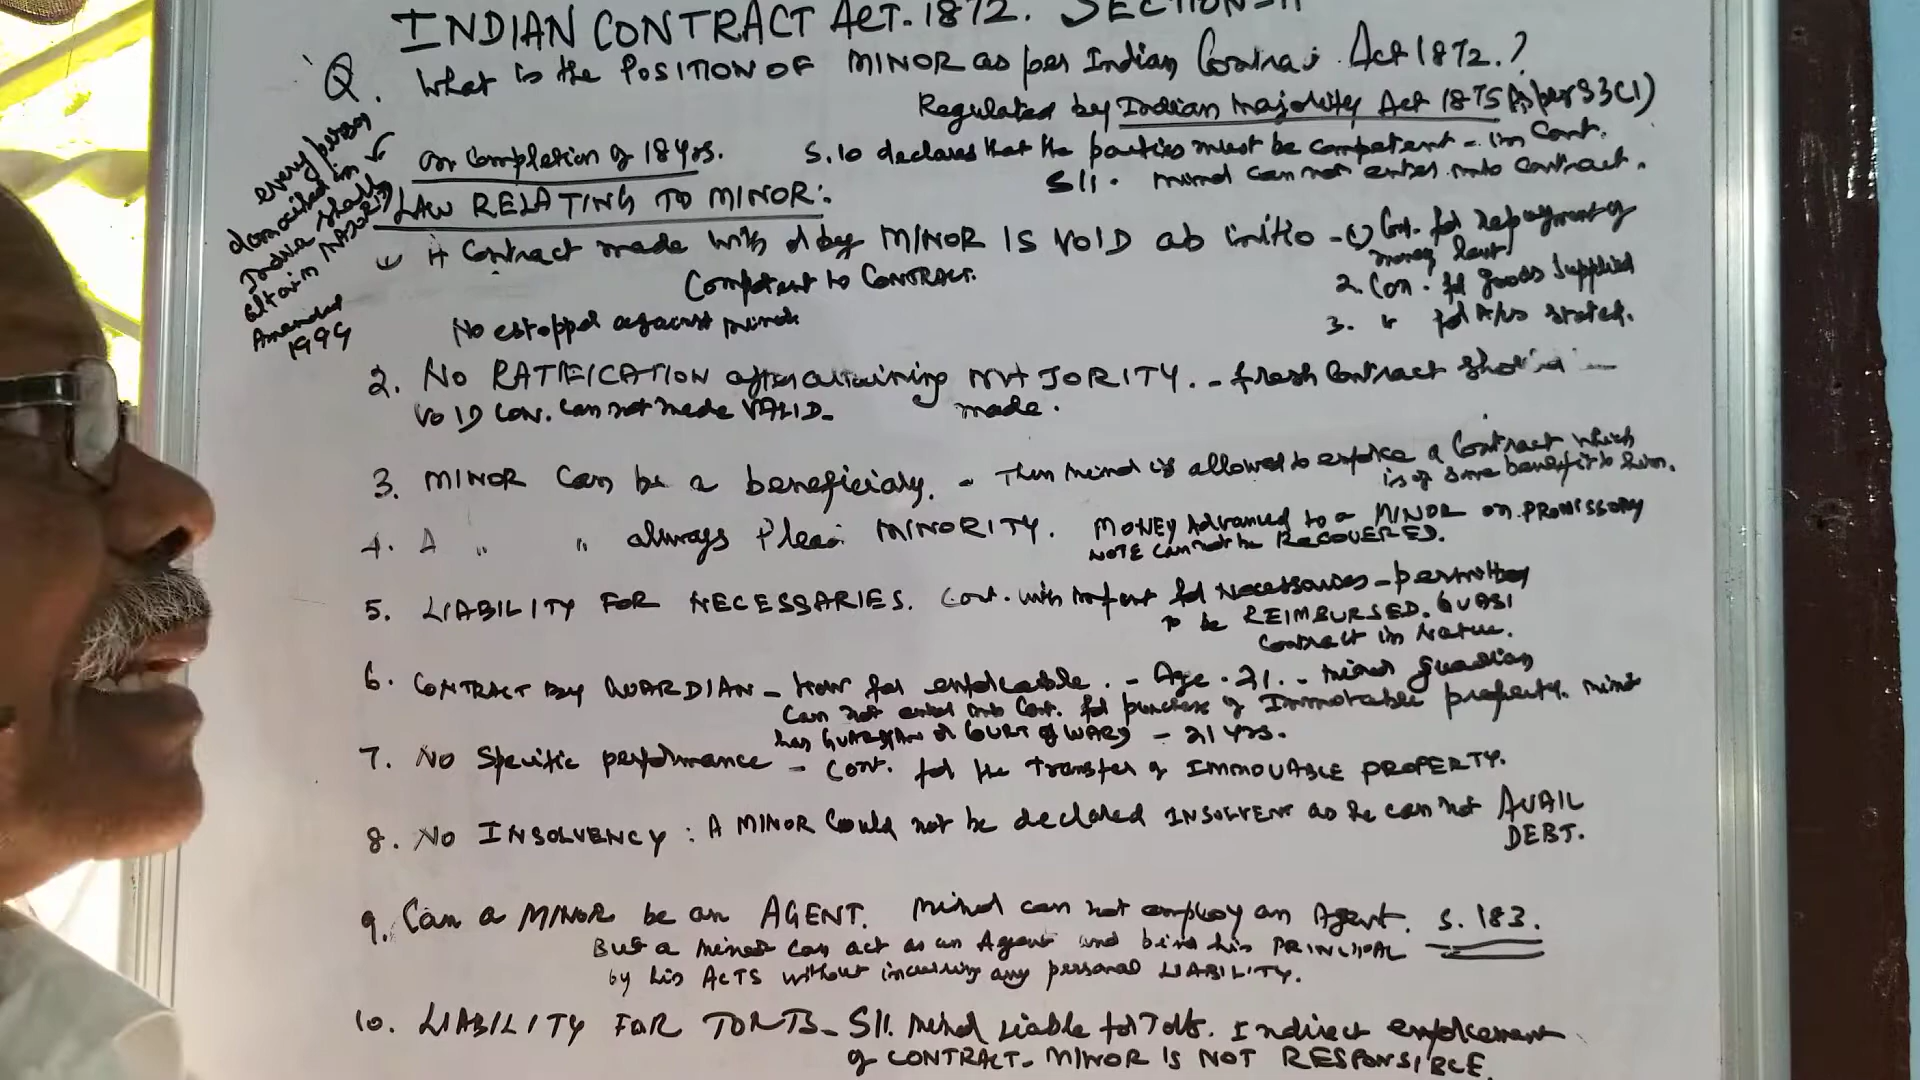 INDIAN CONTRACT ACT. 1872. SECTION-11
Q. What is the POSITION OF MINOR as per Indian Contract Act 1872.?
Regulated by Indian Majority Act 1875 As per S3(1)
every person
domociled in
India shall
attain MAJORITY
Amended
1999
on Completion of 18 Yrs.
S.10 declares that the parties must be competent - in Cont.
S11. minor can not enter into contract.
LAW RELATING TO MINOR:
Contract made with or by MINOR IS VOID ab initio - (1) Cont. for repayment of
money lent
Competent to CONTRACT.
2. Con. for goods Supplied
No estoppel against minor
3. " for A/cs stated.
2. NO RATIFICATION after attaining MAJORITY. - fresh Contract should
VOID CON. Can not made VALID. made.
3. MINOR Can be a beneficiary. - Then minor is allowed to enforce a Contract which
is of some benefit to him.
4. A " " always Plead MINORITY. MONEY Advanced to a MINOR on PROMISSORY
NOTE Can not be RECOVERED.
5. LIABILITY FOR NECESSARIES. Cont. with infant for Necessaries - permitted
to be REIMBURSED. QUASI
Contract in Nature.
6. CONTRACT By GUARDIAN - how far enforceable. - Age. 21. - minor guardian
Can not enter into Cont. for purchase of Immovable property. minor
has GUARDIAN or COURT of WARD - 21 yrs.
7. NO Specific performance - Cont. for the Transfer of IMMOVABLE PROPERTY.
8. NO INSOLVENCY: A MINOR Could not be declared INSOLVENT as he can not AVAIL
DEBT.
9. Can a MINOR be an AGENT. Minor can not employ an Agent. S. 183.
But a minor can act as an Agent and bind his PRINCIPAL
by his ACTS without incurring any personal LIABILITY.
10. LIABILITY FOR TORTS - S11. Minor Liable for Torts. Indirect enforcement
of CONTRACT - MINOR IS NOT RESPONSIBLE.